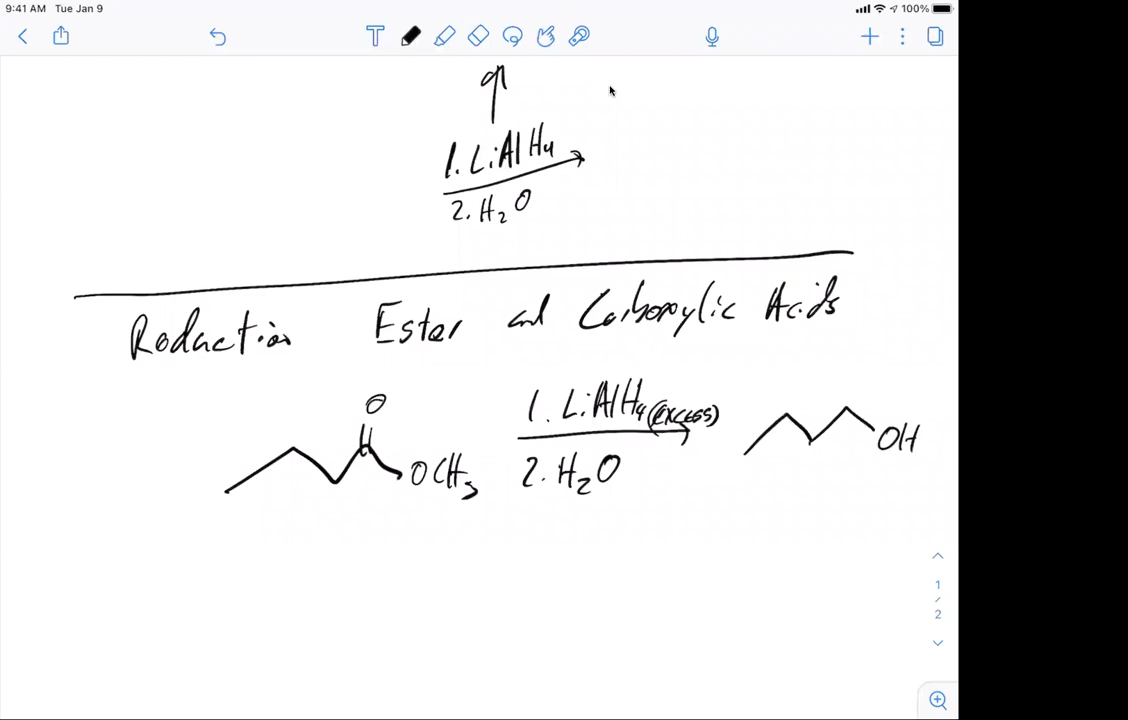 9:41 AM Tue Jan 9
100%
1. LiAlH4
2. H2O
Reduction Ester and Carboxylic Acids
O
OCH3
1. LiAlH4 (excess)
2. H2O
OH
1
/
2